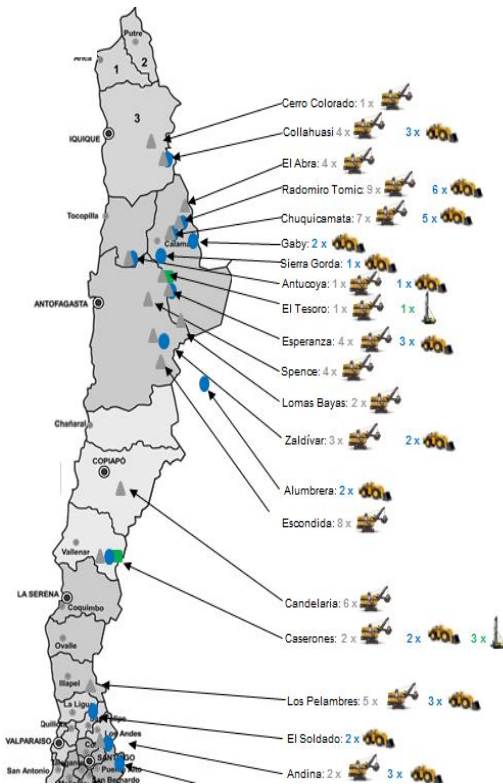 Putre
Arica
1
2
3
IQUIQUE
Cerro Colorado: 1 x
Collahuasi 4 x 3 x
El Abra: 4 x
Radomiro Tomic: 9 x 6 x
Tocopilla
Chuquicamata: 7 x 5 x
Calama
Gaby: 2 x
Sierra Gorda: 1 x
Antucoya: 1 x 1 x
ANTOFAGASTA
El Tesoro: 1 x 1 x
Esperanza: 4 x 3 x
Spence: 4 x
Lomas Bayas: 2 x
Chañaral
Zaldívar: 3 x 2 x
COPIAPÓ
Alumbrera: 2 x
Escondida: 8 x
Vallenar
LA SERENA
Candelaria: 6 x
Coquimbo
Caserones: 2 x 2 x 3 x
Ovalle
Illapel
Los Pelambres: 5 x 3 x
La Ligua
El Soldado: 2 x
Quillota
Los Andes
VALPARAISO
SANTIAGO
San Antonio
Puente Alto
San Bernardo
Andina: 2 x 3 x